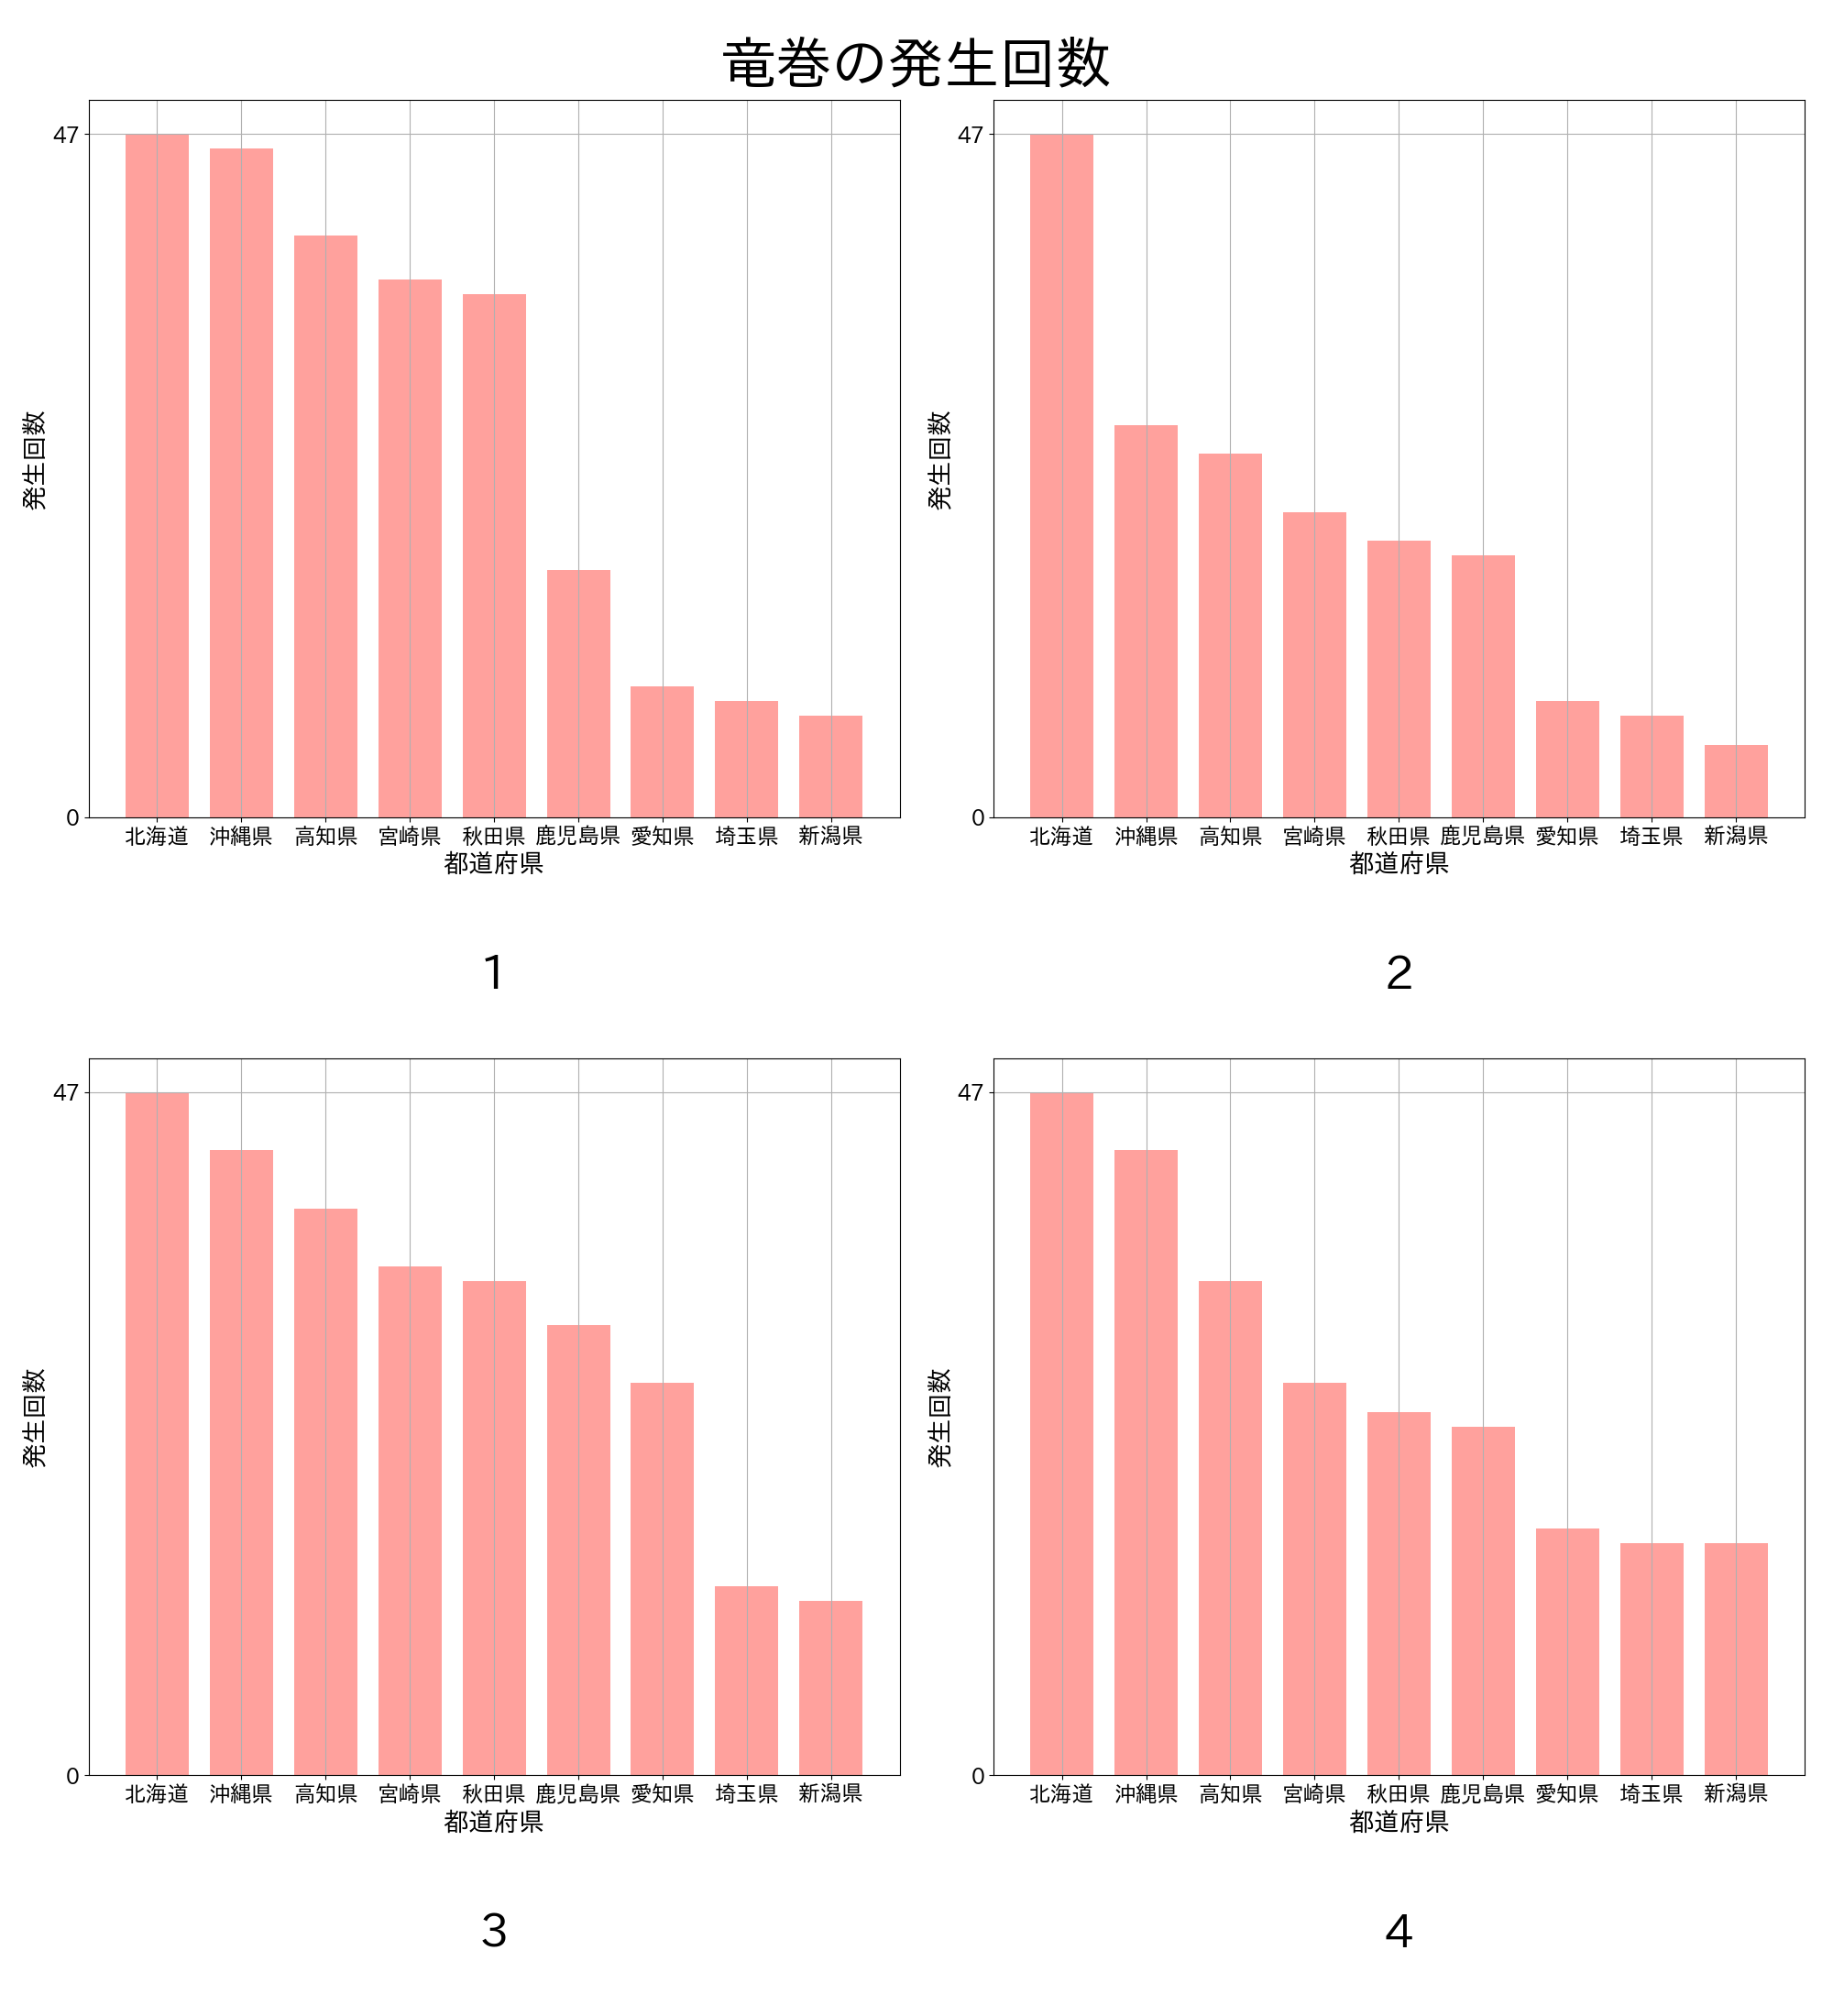 竜巻の発生回数
47
0
発生回数
北海道 沖縄県 高知県 宮崎県 秋田県 鹿児島県 愛知県 埼玉県 新潟県
都道府県
1
47
0
発生回数
北海道 沖縄県 高知県 宮崎県 秋田県 鹿児島県 愛知県 埼玉県 新潟県
都道府県
2
47
0
発生回数
北海道 沖縄県 高知県 宮崎県 秋田県 鹿児島県 愛知県 埼玉県 新潟県
都道府県
3
47
0
発生回数
北海道 沖縄県 高知県 宮崎県 秋田県 鹿児島県 愛知県 埼玉県 新潟県
都道府県
4